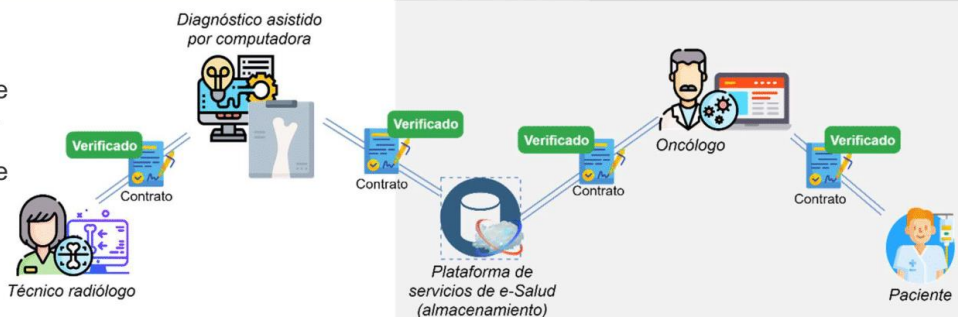 Diagnóstico asistido
por computadora
e
Verificado
Contrato
e
Técnico radiólogo
Verificado
Contrato
Plataforma de
servicios de e-Salud
(almacenamiento)
Verificado
Contrato
Oncólogo
Verificado
Contrato
Paciente